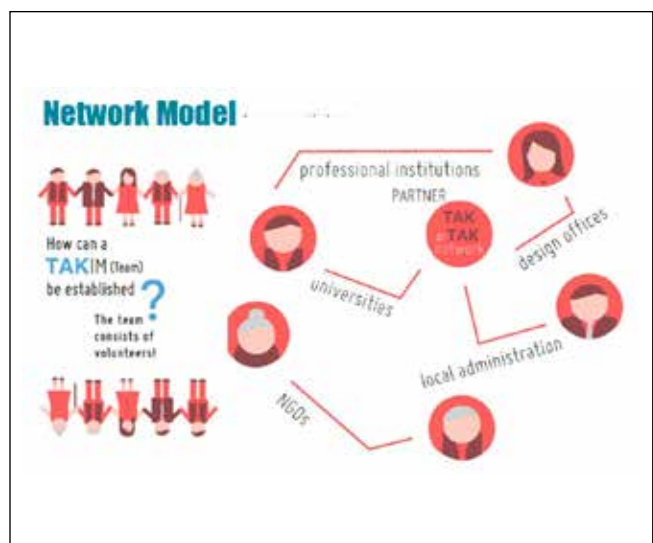 Network Model
professional institutions
PARTNER
TAK
TAK
network
design offices
universities
How can a
TAKIM (Team)
be established
?
The team
consists of
volunteers!
local administration
NGOs